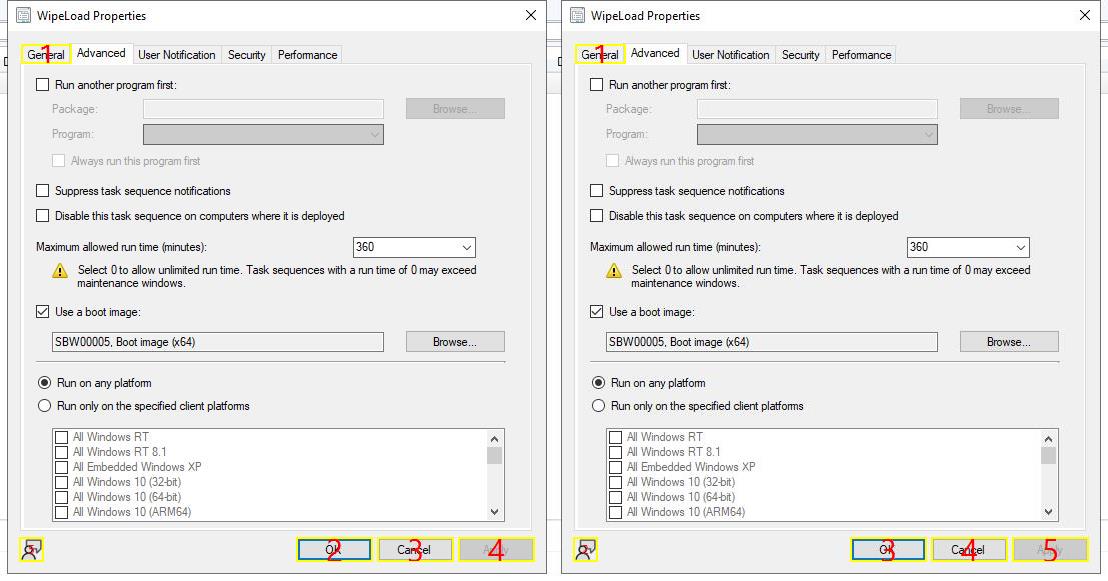 WipeLoad Properties
General 1 Advanced User Notification Security Performance
Run another program first:
Package: Browse...
Program:
Always run this program first
Suppress task sequence notifications
Disable this task sequence on computers where it is deployed
Maximum allowed run time (minutes): 360
Select 0 to allow unlimited run time. Task sequences with a run time of 0 may exceed
maintenance windows.
Use a boot image:
SBW00005, Boot image (x64) Browse...
Run on any platform
Run only on the specified client platforms
All Windows RT
All Windows RT 8.1
All Embedded Windows XP
All Windows 10 (32-bit)
All Windows 10 (64-bit)
All Windows 10 (ARM64)
OK 2 Cancel 3 4
WipeLoad Properties
General 1 Advanced User Notification Security Performance
Run another program first:
Package: Browse...
Program:
Always run this program first
Suppress task sequence notifications
Disable this task sequence on computers where it is deployed
Maximum allowed run time (minutes): 360
Select 0 to allow unlimited run time. Task sequences with a run time of 0 may exceed
maintenance windows.
Use a boot image:
SBW00005, Boot image (x64) Browse...
Run on any platform
Run only on the specified client platforms
All Windows RT
All Windows RT 8.1
All Embedded Windows XP
All Windows 10 (32-bit)
All Windows 10 (64-bit)
All Windows 10 (ARM64)
OK 3 Cancel 4 Apply 5